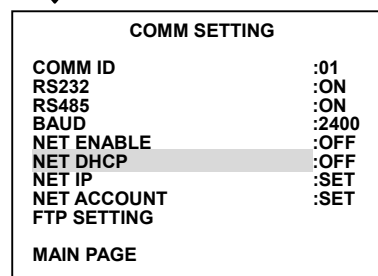 COMM SETTING
COMM ID :01
RS232 :ON
RS485 :ON
BAUD :2400
NET ENABLE :OFF
NET DHCP :OFF
NET IP :SET
NET ACCOUNT :SET
FTP SETTING
MAIN PAGE